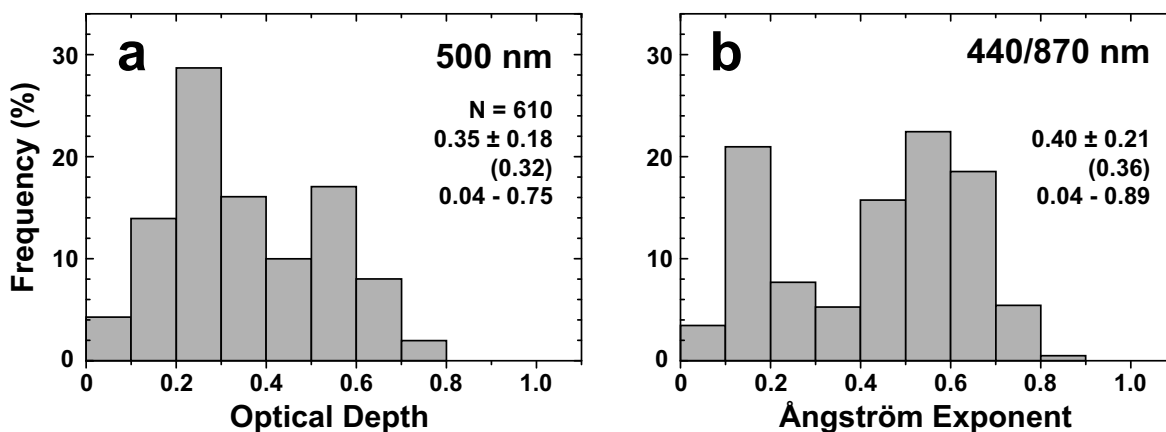 a
500 nm
N = 610
0.35 ± 0.18
(0.32)
0.04 - 0.75
Frequency (%)
30
20
10
0
0 0.2 0.4 0.6 0.8 1.0
Optical Depth
b
440/870 nm
0.40 ± 0.21
(0.36)
0.04 - 0.89
30
20
10
0
0 0.2 0.4 0.6 0.8 1.0
Ångström Exponent